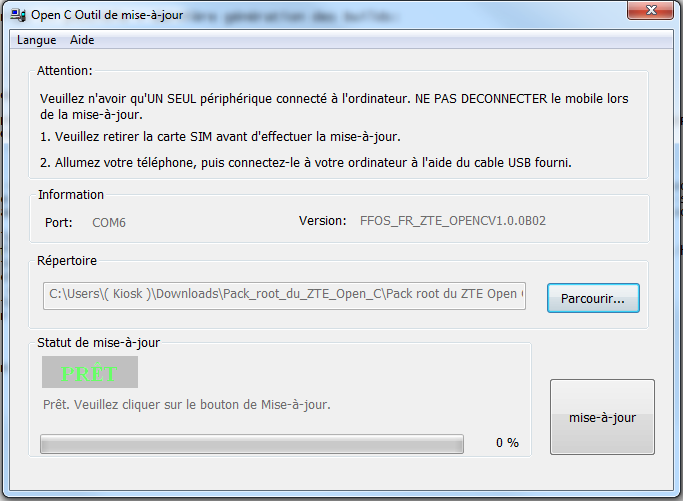 Open C Outil de mise-à-jour
Langue Aide
Attention:
Veuillez n'avoir qu'UN SEUL périphérique connecté à l'ordinateur. NE PAS DECONNECTER le mobile lors
de la mise-à-jour.
1. Veuillez retirer la carte SIM avant d'effectuer la mise-à-jour.
2. Allumez votre téléphone, puis connectez-le à votre ordinateur à l'aide du cable USB fourni.
Information
Port: COM6 Version: FFOS_FR_ZTE_OPENCV1.0.0B02
Répertoire
C:\Users\( Kiosk )\Downloads\Pack_root_du_ZTE_Open_C\Pack root du ZTE Open
Parcourir...
Statut de mise-à-jour
PRÊT
Prêt. Veuillez cliquer sur le bouton de Mise-à-jour.
mise-à-jour
0 %